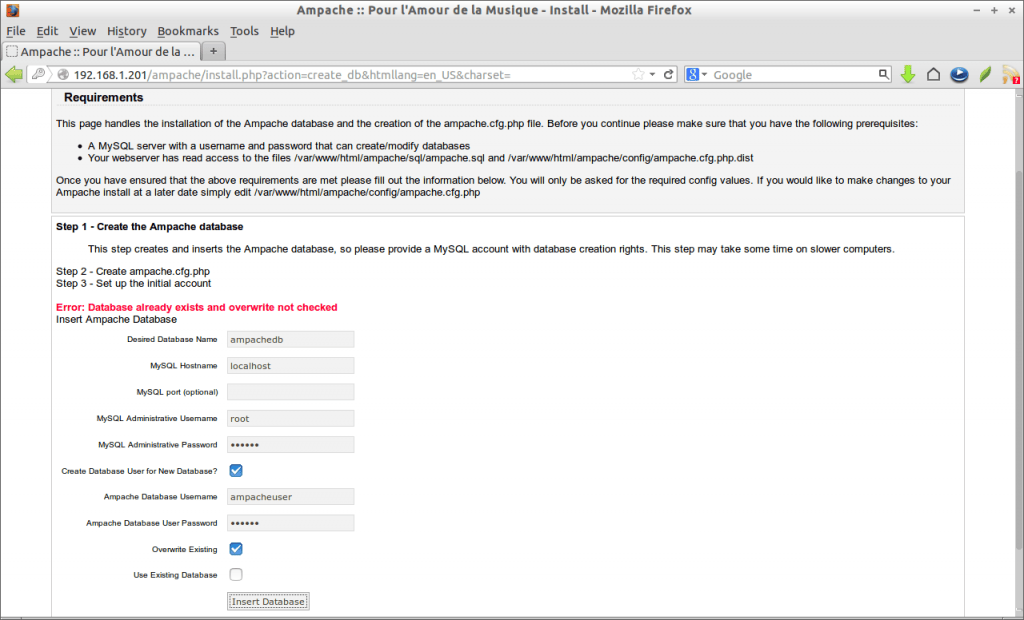 Ampache :: Pour l'Amour de la Musique - Install - Mozilla Firefox
File Edit View History Bookmarks Tools Help
Ampache :: Pour l'Amour de la ...
192.168.1.201/ampache/install.php?action=create_db&htmllang=en_US&charset=
Google
Requirements
This page handles the installation of the Ampache database and the creation of the ampache.cfg.php file. Before you continue please make sure that you have the following prerequisites:
• A MySQL server with a username and password that can create/modify databases
• Your webserver has read access to the files /var/www/html/ampache/sql/ampache.sql and /var/www/html/ampache/config/ampache.cfg.php.dist
Once you have ensured that the above requirements are met please fill out the information below. You will only be asked for the required config values. If you would like to make changes to your
Ampache install at a later date simply edit /var/www/html/ampache/config/ampache.cfg.php
Step 1 - Create the Ampache database
This step creates and inserts the Ampache database, so please provide a MySQL account with database creation rights. This step may take some time on slower computers.
Step 2 - Create ampache.cfg.php
Step 3 - Set up the initial account
Error: Database already exists and overwrite not checked
Insert Ampache Database
Desired Database Name ampachedb
MySQL Hostname localhost
MySQL port (optional)
MySQL Administrative Username root
MySQL Administrative Password ••••••
Create Database User for New Database?
Ampache Database Username ampacheuser
Ampache Database User Password ••••••
Overwrite Existing
Use Existing Database
Insert Database